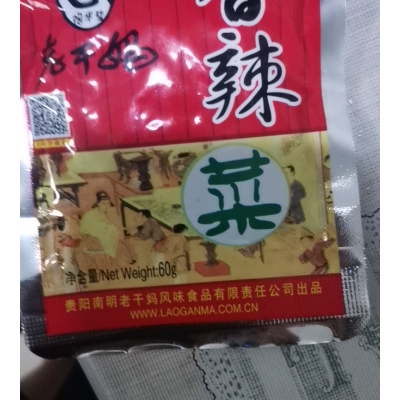 老干妈
香辣
菜
净含量/Net Weight:60g
贵阳南明老干妈风味食品有限责任公司出品
WWW.LAOGANMA.COM.CN